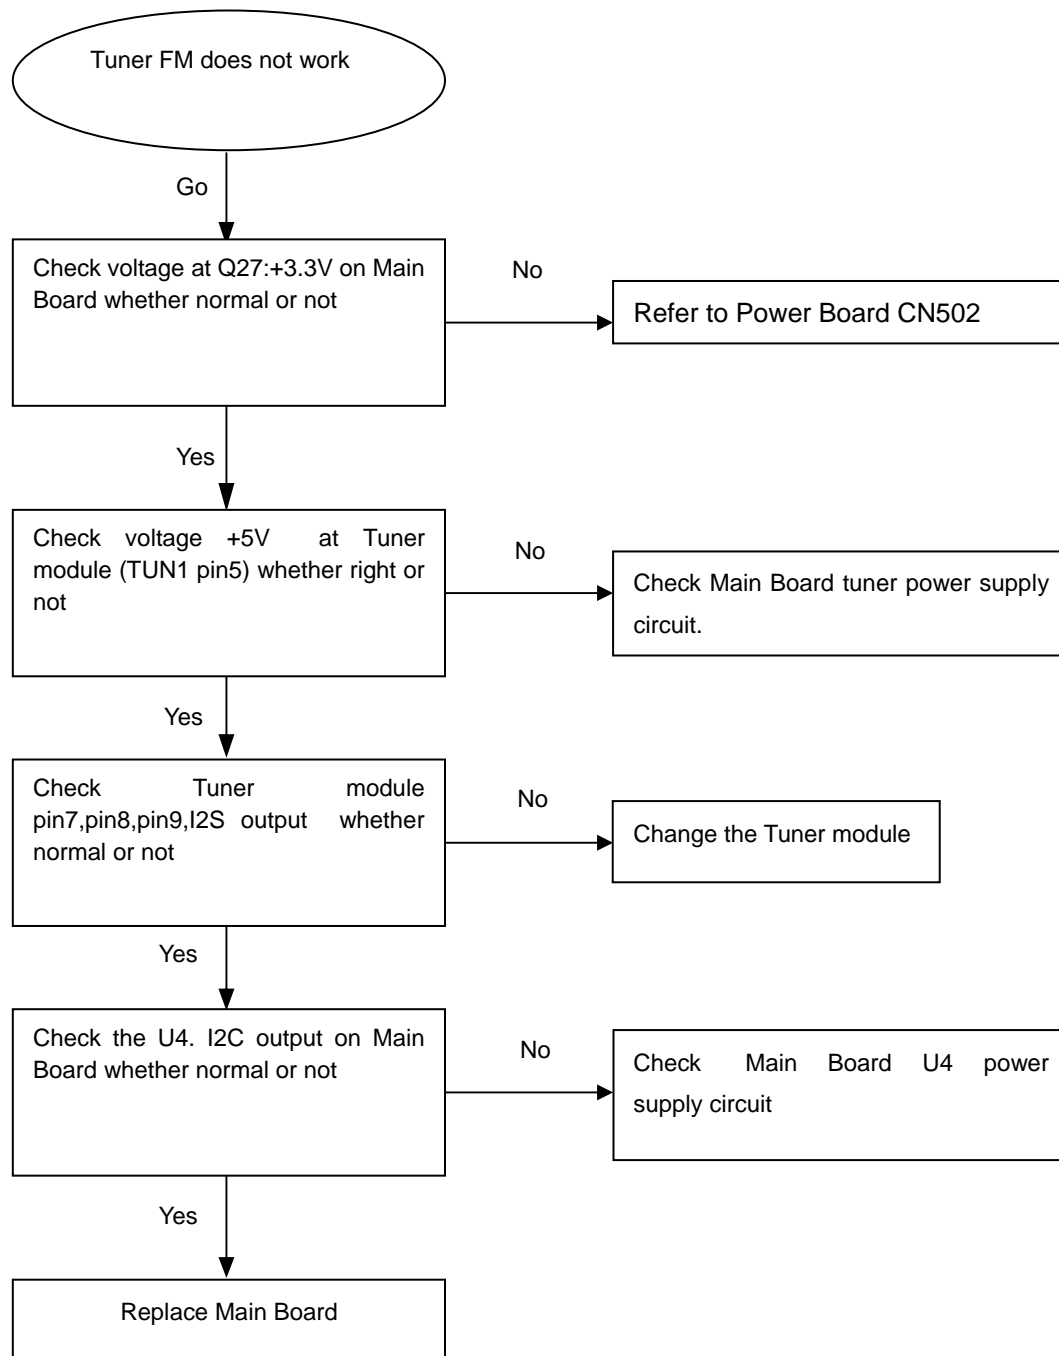 Tuner FM does not work
Go
Check voltage at Q27:+3.3V on Main
Board whether normal or not
No
Refer to Power Board CN502
Yes
Check voltage +5V at Tuner
module (TUN1 pin5) whether right or
not
No
Check Main Board tuner power supply
circuit.
Yes
Check Tuner module
pin7,pin8,pin9,I2S output whether
normal or not
No
Change the Tuner module
Yes
Check the U4. I2C output on Main
Board whether normal or not
No
Check Main Board U4 power
supply circuit
Yes
Replace Main Board